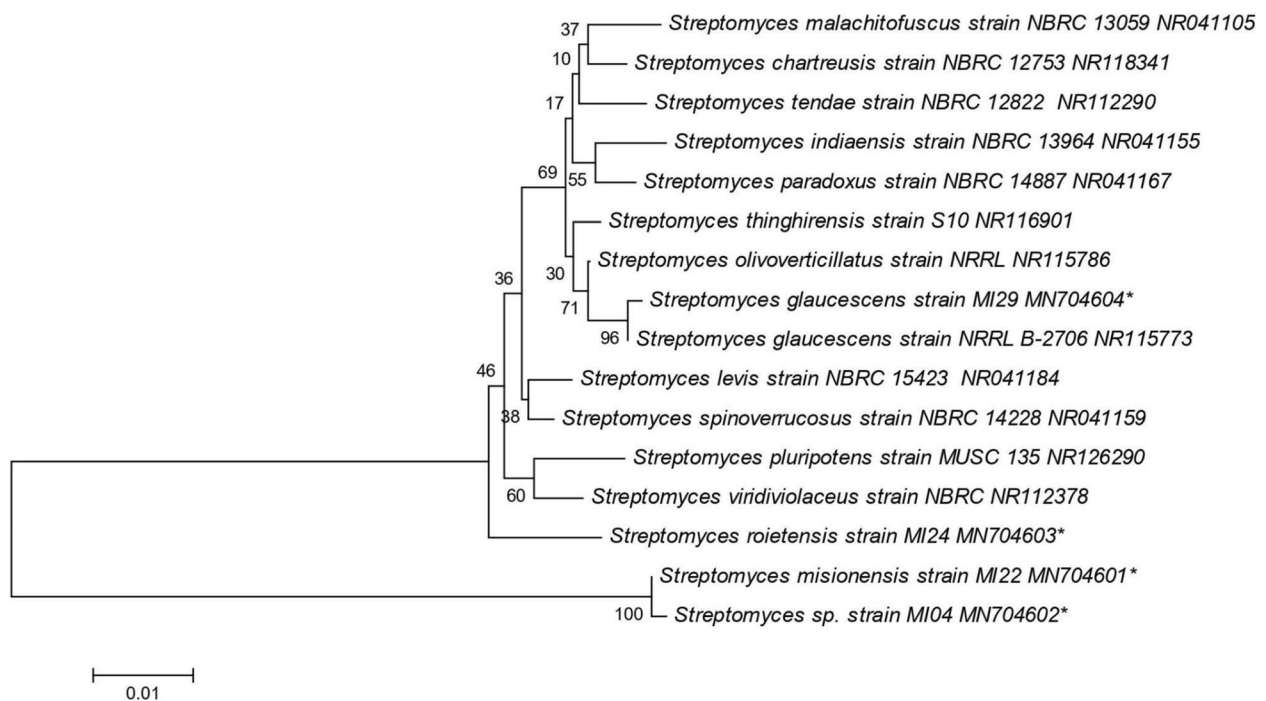 37
Streptomyces malachitofuscus strain NBRC 13059 NR041105
10
Streptomyces chartreusis strain NBRC 12753 NR118341
17
Streptomyces tendae strain NBRC 12822 NR112290
Streptomyces indiaensis strain NBRC 13964 NR041155
69
55
Streptomyces paradoxus strain NBRC 14887 NR041167
Streptomyces thinghirensis strain S10 NR116901
30
Streptomyces olivoverticillatus strain NRRL NR115786
36
71
Streptomyces glaucescens strain MI29 MN704604*
96
Streptomyces glaucescens strain NRRL B-2706 NR115773
46
Streptomyces levis strain NBRC 15423 NR041184
38
Streptomyces spinoverrucosus strain NBRC 14228 NR041159
Streptomyces pluripotens strain MUSC 135 NR126290
60
Streptomyces viridiviolaceus strain NBRC NR112378
Streptomyces roietensis strain MI24 MN704603*
Streptomyces misionensis strain MI22 MN704601*
100
Streptomyces sp. strain MI04 MN704602*
0.01